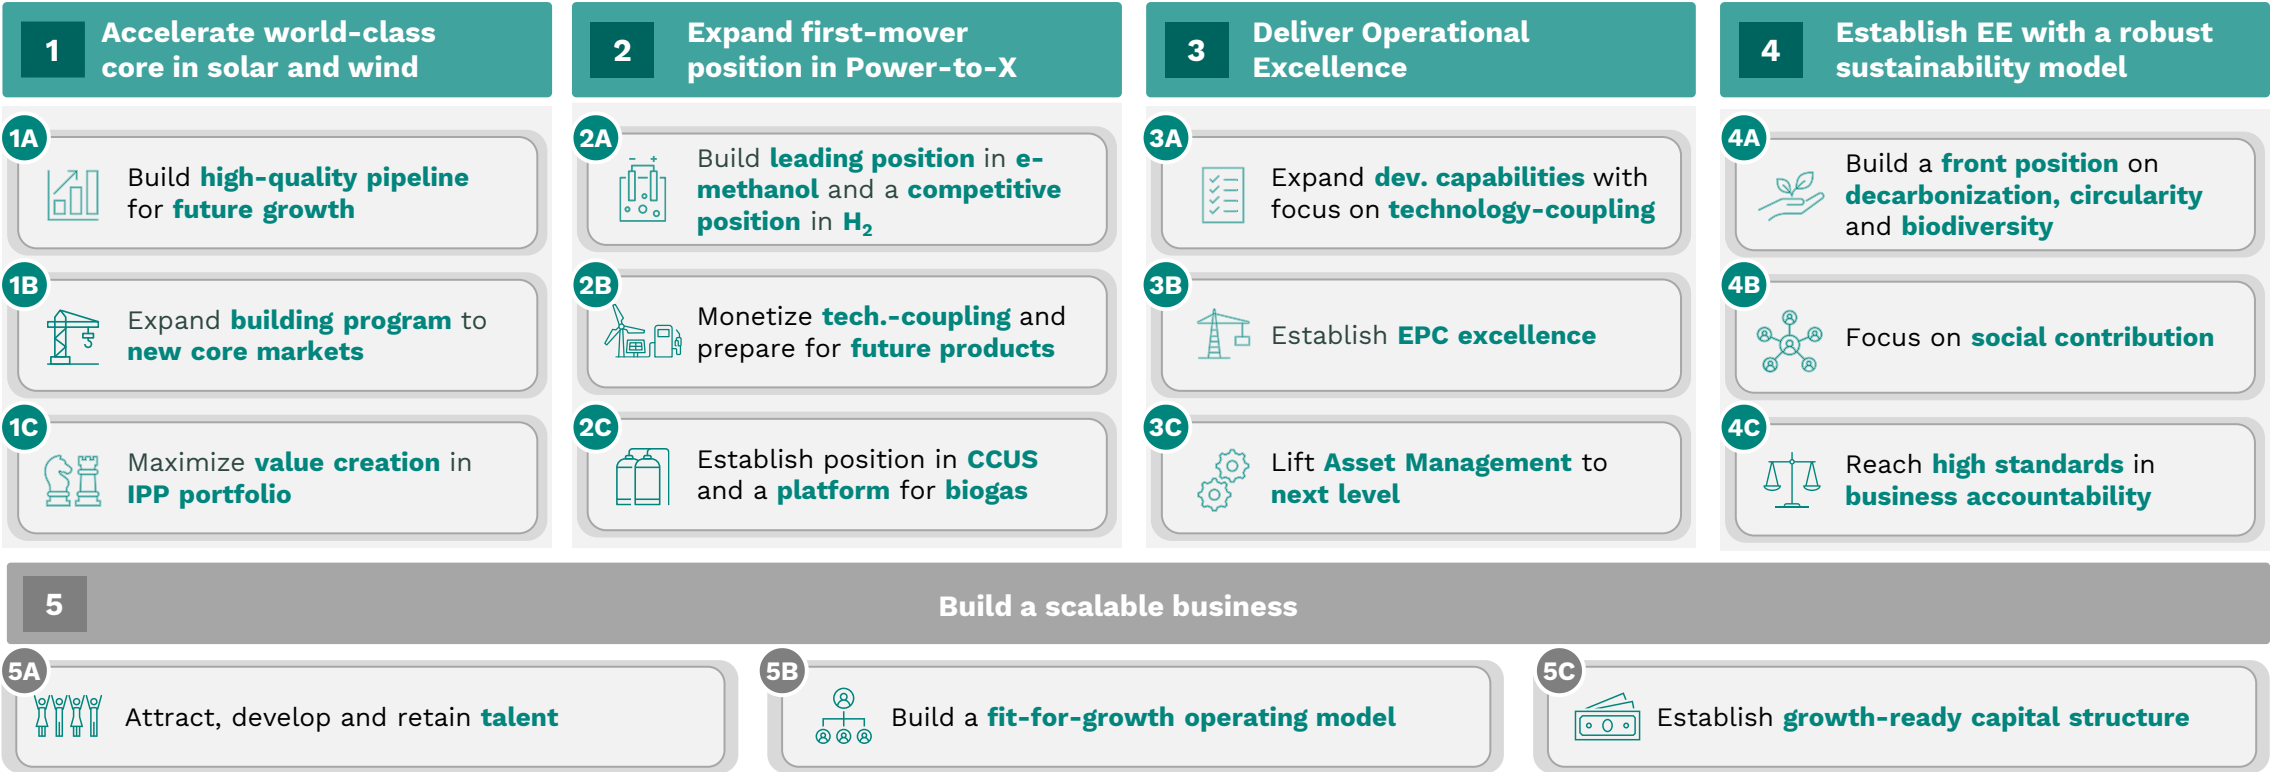 1
Accelerate world-class
core in solar and wind
1A
Build high-quality pipeline
for future growth
1B
Expand building program to
new core markets
1C
Maximize value creation in
IPP portfolio
2
Expand first-mover
position in Power-to-X
2A
Build leading position in e-
methanol and a competitive
position in H₂
2B
Monetize tech.-coupling and
prepare for future products
2C
Establish position in CCUS
and a platform for biogas
3
Deliver Operational
Excellence
3A
Expand dev. capabilities with
focus on technology-coupling
3B
Establish EPC excellence
3C
Lift Asset Management to
next level
4
Establish EE with a robust
sustainability model
4A
Build a front position on
decarbonization, circularity
and biodiversity
4B
Focus on social contribution
4C
Reach high standards in
business accountability
5
Build a scalable business
5A
Attract, develop and retain talent
5B
Build a fit-for-growth operating model
5C
Establish growth-ready capital structure